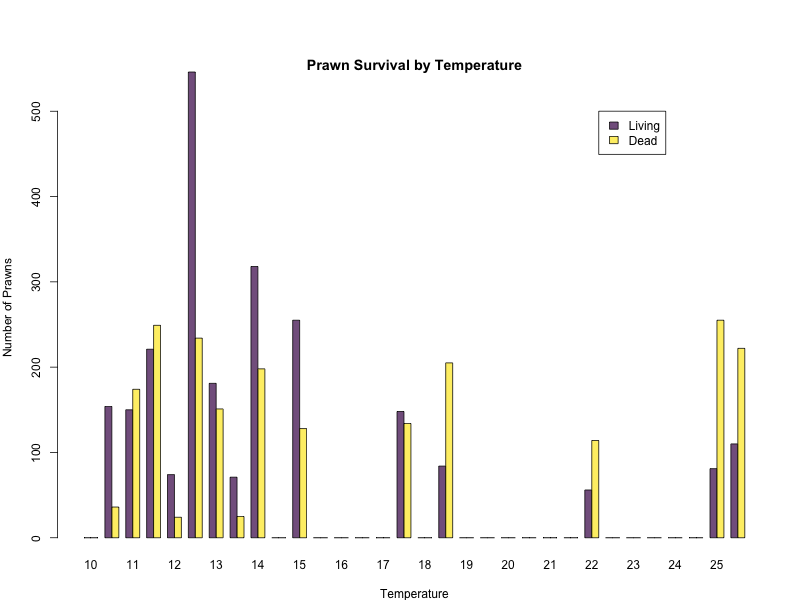 Prawn Survival by Temperature
Living
Dead
Number of Prawns
500
400
300
200
100
0
10 11 12 13 14 15 16 17 18 19 20 21 22 23 24 25
Temperature